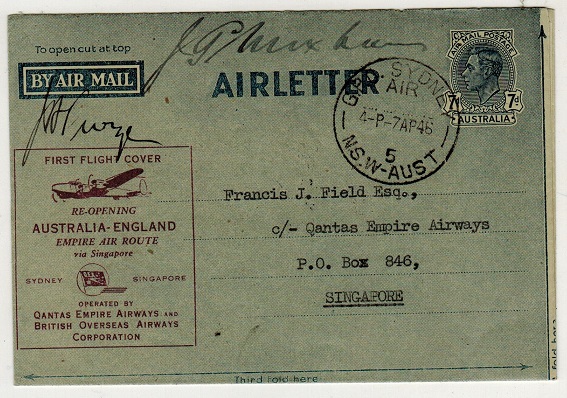 To open cut at top
BY AIR MAIL
AIRLETTER
AIR MAIL POSTAGE
7d 7d
AUSTRALIA
G.P.O. SYDNEY
AIR
4-P-7AP46
5
N.S.W-AUST
FIRST FLIGHT COVER
RE-OPENING
AUSTRALIA-ENGLAND
EMPIRE AIR ROUTE
via Singapore
SYDNEY SINGAPORE
OPERATED BY
QANTAS EMPIRE AIRWAYS AND
BRITISH OVERSEAS AIRWAYS
CORPORATION
Francis J. Field Esq.,
c/- Qantas Empire Airways
P.O. Box 846,
SINGAPORE
Third fold here
fold here